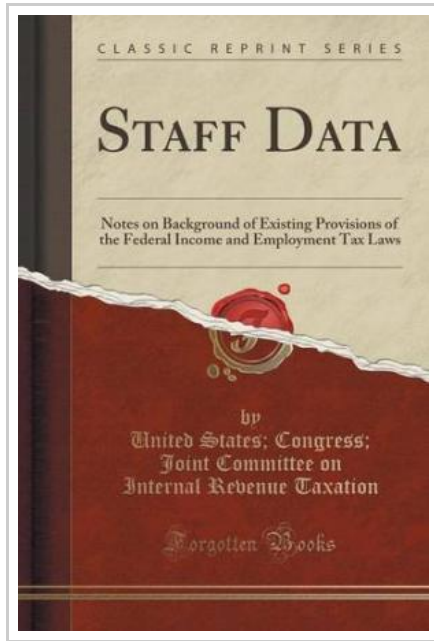 CLASSIC REPRINT SERIES
STAFF DATA
Notes on Background of Existing Provisions of
the Federal Income and Employment Tax Laws
by
United States; Congress;
Joint Committee on
Internal Revenue Taxation
Forgotten Books